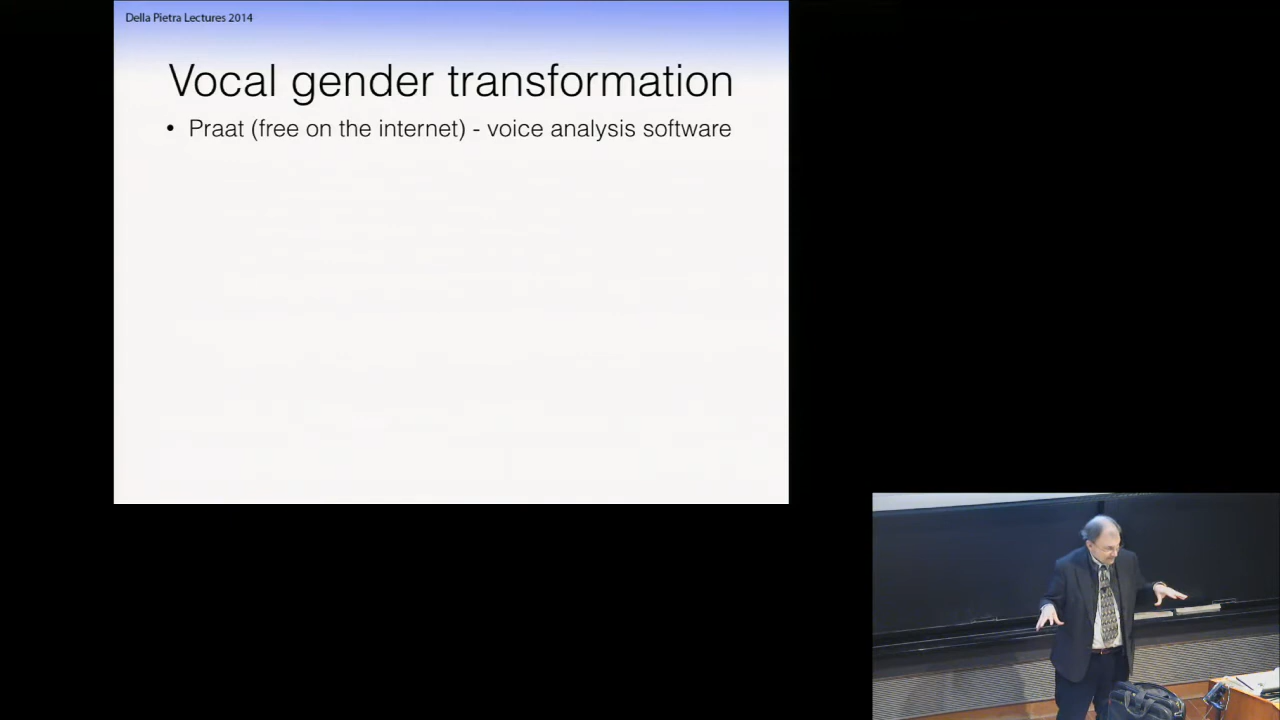 Della Pietra Lectures 2014
Vocal gender transformation
• Praat (free on the internet) - voice analysis software